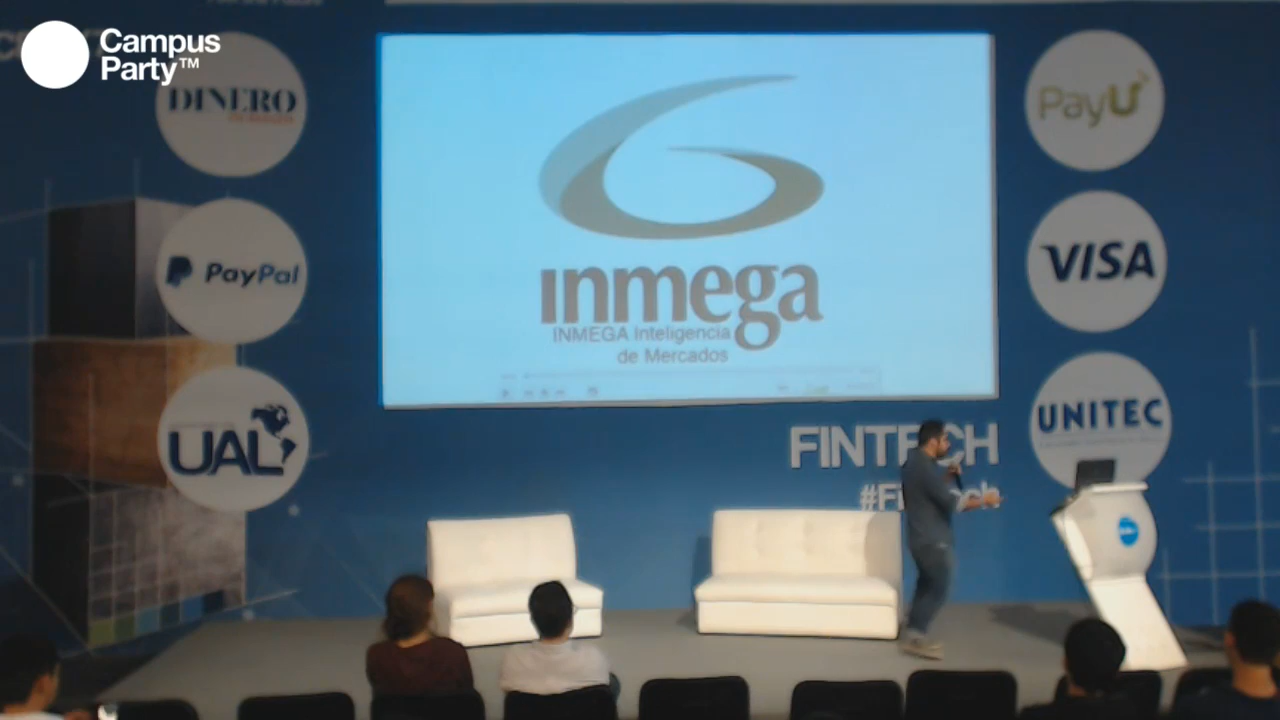 Campus
Party™
DINERO
PayPal
UAL
inmega
INMEGA Inteligencia
de Mercados
PayU
VISA
UNITEC
FINTECH